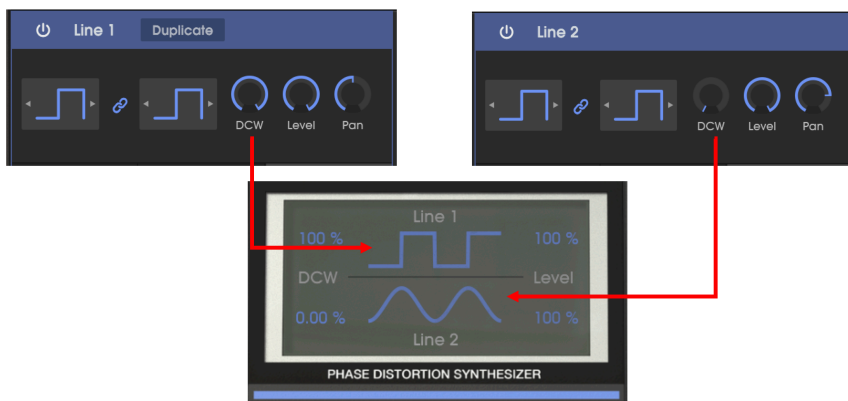 Line 1 Duplicate
DCW Level Pan
Line 2
DCW Level Pan
Line 1
100 % 100 %
DCW Level
0.00 % 100 %
Line 2
PHASE DISTORTION SYNTHESIZER